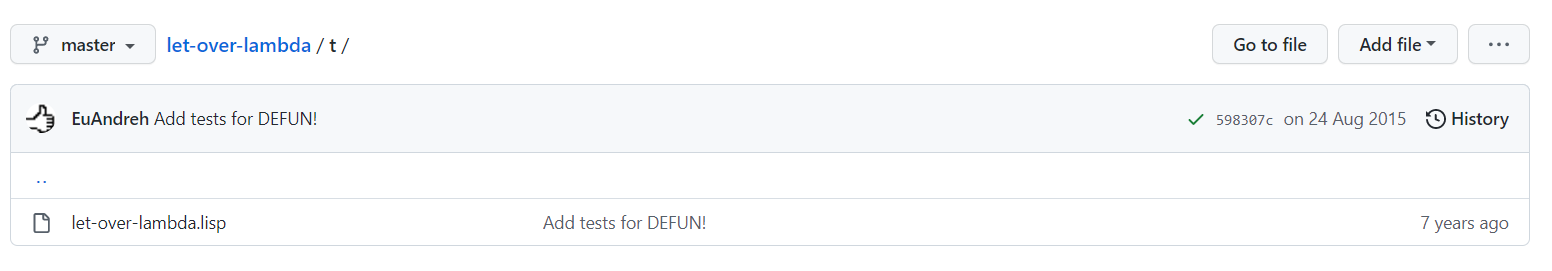 master let-over-lambda / t / Go to file Add file ...
EuAndreh Add tests for DEFUN! 598307c on 24 Aug 2015 History
..
let-over-lambda.lisp Add tests for DEFUN! 7 years ago